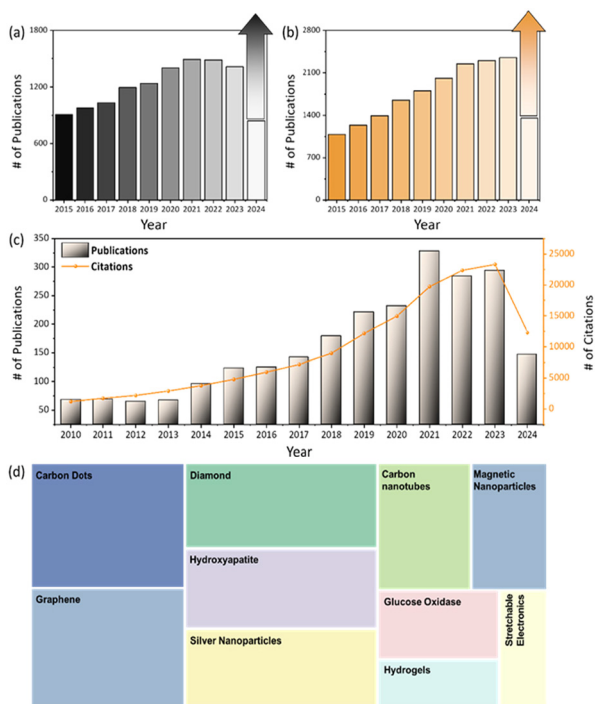 (a)
# of Publications
1800
1200
600
0
2015 2016 2017 2018 2019 2020 2021 2022 2023 2024
Year
(b)
# of Publications
2800
2100
1400
700
0
2015 2016 2017 2018 2019 2020 2021 2022 2023 2024
Year
(c)
# of Publications
350
300
250
200
150
100
50
Publications
Citations
25000
20000
15000
10000
5000
0
# of Citations
2010 2011 2012 2013 2014 2015 2016 2017 2018 2019 2020 2021 2022 2023 2024
Year
(d)
Carbon Dots
Diamond
Carbon
nanotubes
Magnetic
Nanoparticles
Hydroxyapatite
Graphene
Glucose Oxidase
Stretchable
Electronics
Silver Nanoparticles
Hydrogels